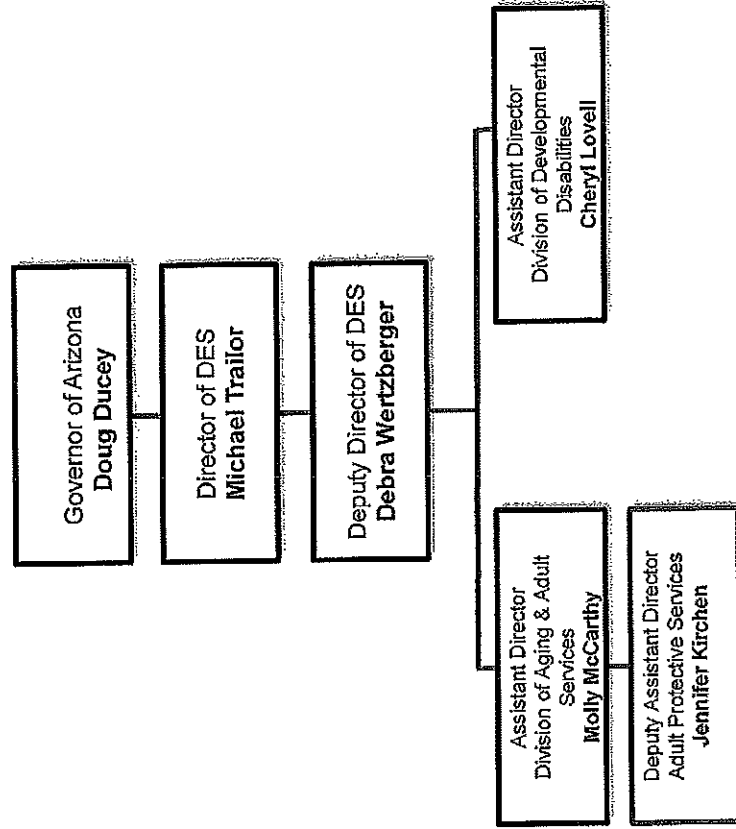 Governor of Arizona
Doug Ducey
Director of DES
Michael Trailor
Deputy Director of DES
Debra Wertzberger
Assistant Director
Division of Aging & Adult
Services
Molly McCarthy
Deputy Assistant Director
Adult Protective Services
Jennifer Kirchen
Assistant Director
Division of Developmental
Disabilities
Cheryl Lovell